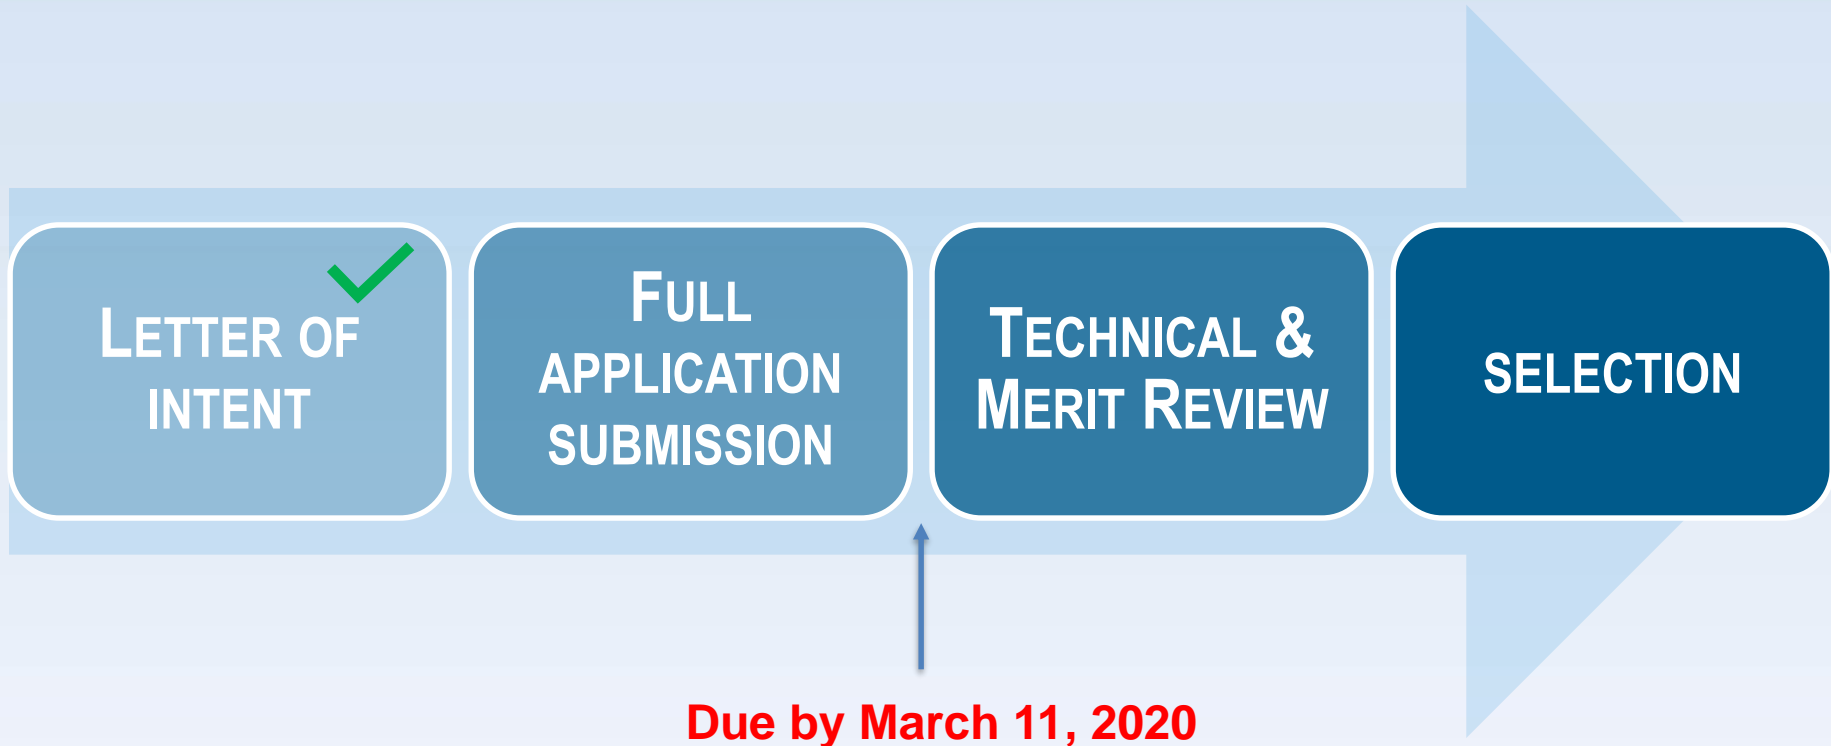 LETTER OF
INTENT
FULL
APPLICATION
SUBMISSION
TECHNICAL &
MERIT REVIEW
SELECTION
Due by March 11, 2020